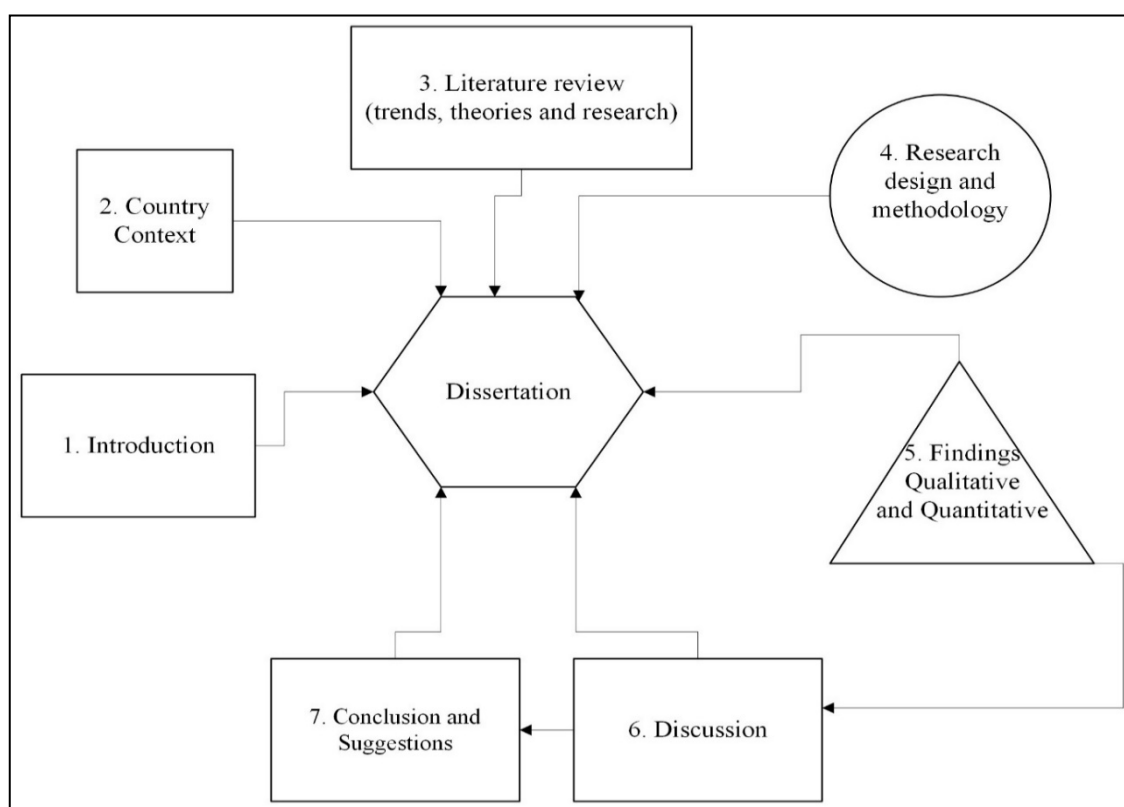 3. Literature review
(trends, theories and research)
4. Research
design and
methodology
2. Country
Context
Dissertation
1. Introduction
5. Findings
Qualitative
and Quantitative
7. Conclusion and
Suggestions
6. Discussion